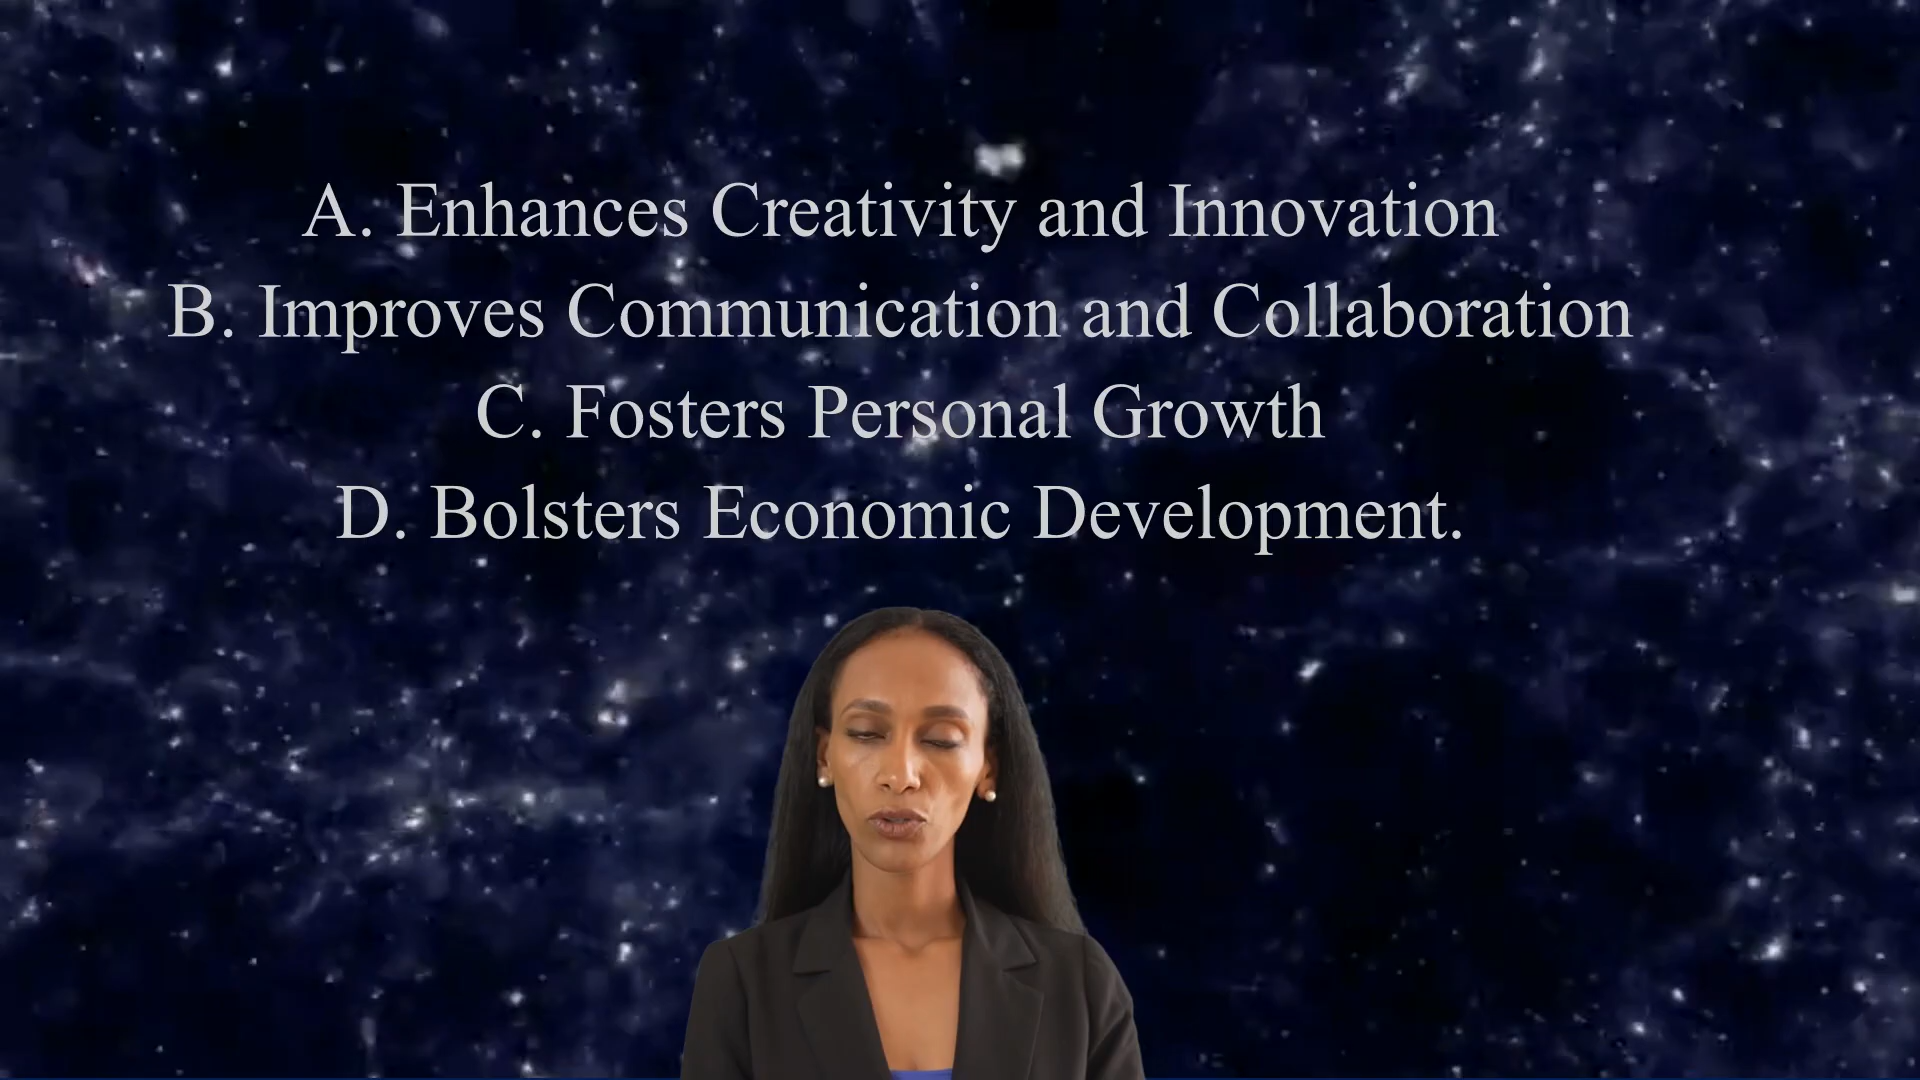 A. Enhances Creativity and Innovation
B. Improves Communication and Collaboration
C. Fosters Personal Growth
D. Bolsters Economic Development.